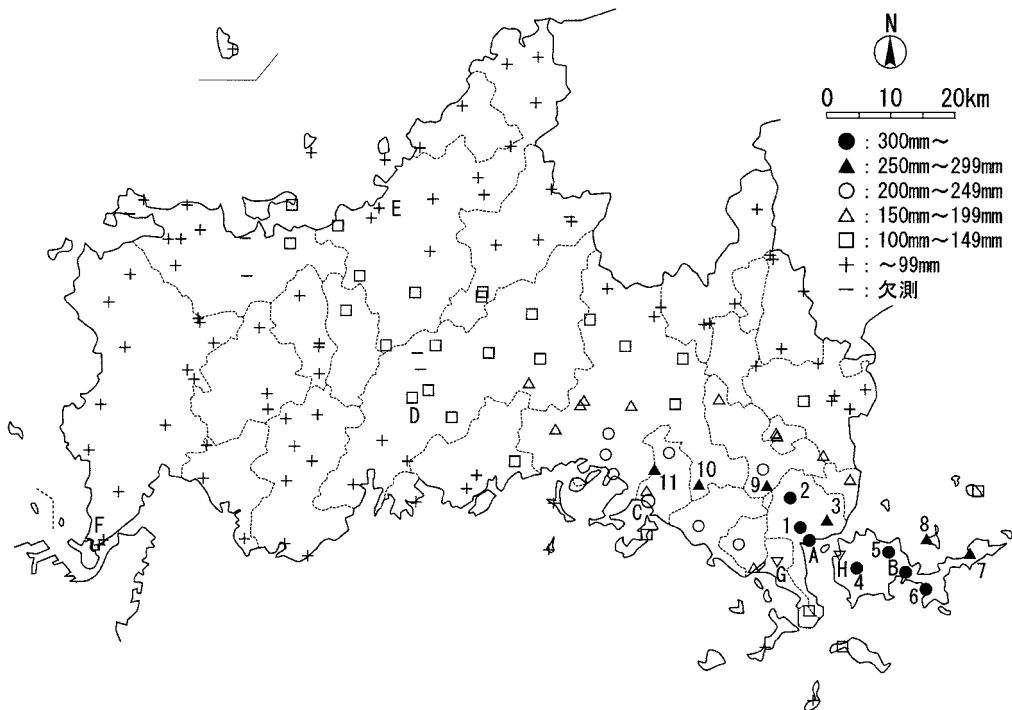 N
0 10 20km
● : 300mm～
▲ : 250mm～299mm
○ : 200mm～249mm
△ : 150mm～199mm
□ : 100mm～149mm
＋ : ～99mm
－ : 欠測
E
D
F
C
11
10
9
2
1
3
A
G
H
4
5
B
6
8
7